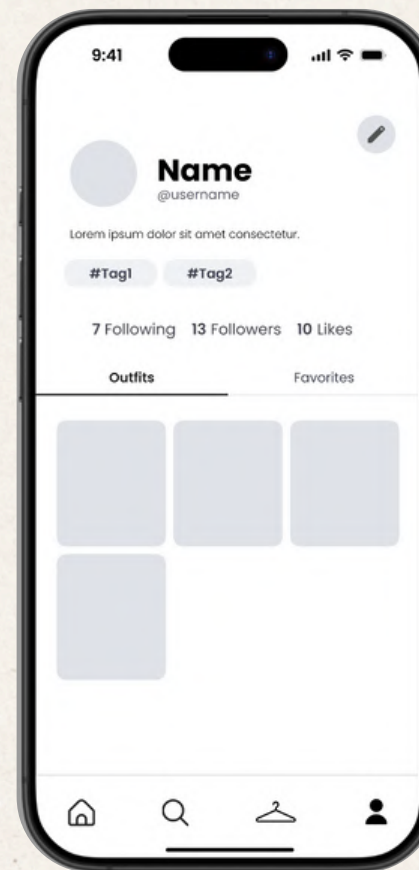 9:41
Name
@username
Lorem ipsum dolor sit amet consectetur.
#Tag1 #Tag2
7 Following 13 Followers 10 Likes
Outfits Favorites